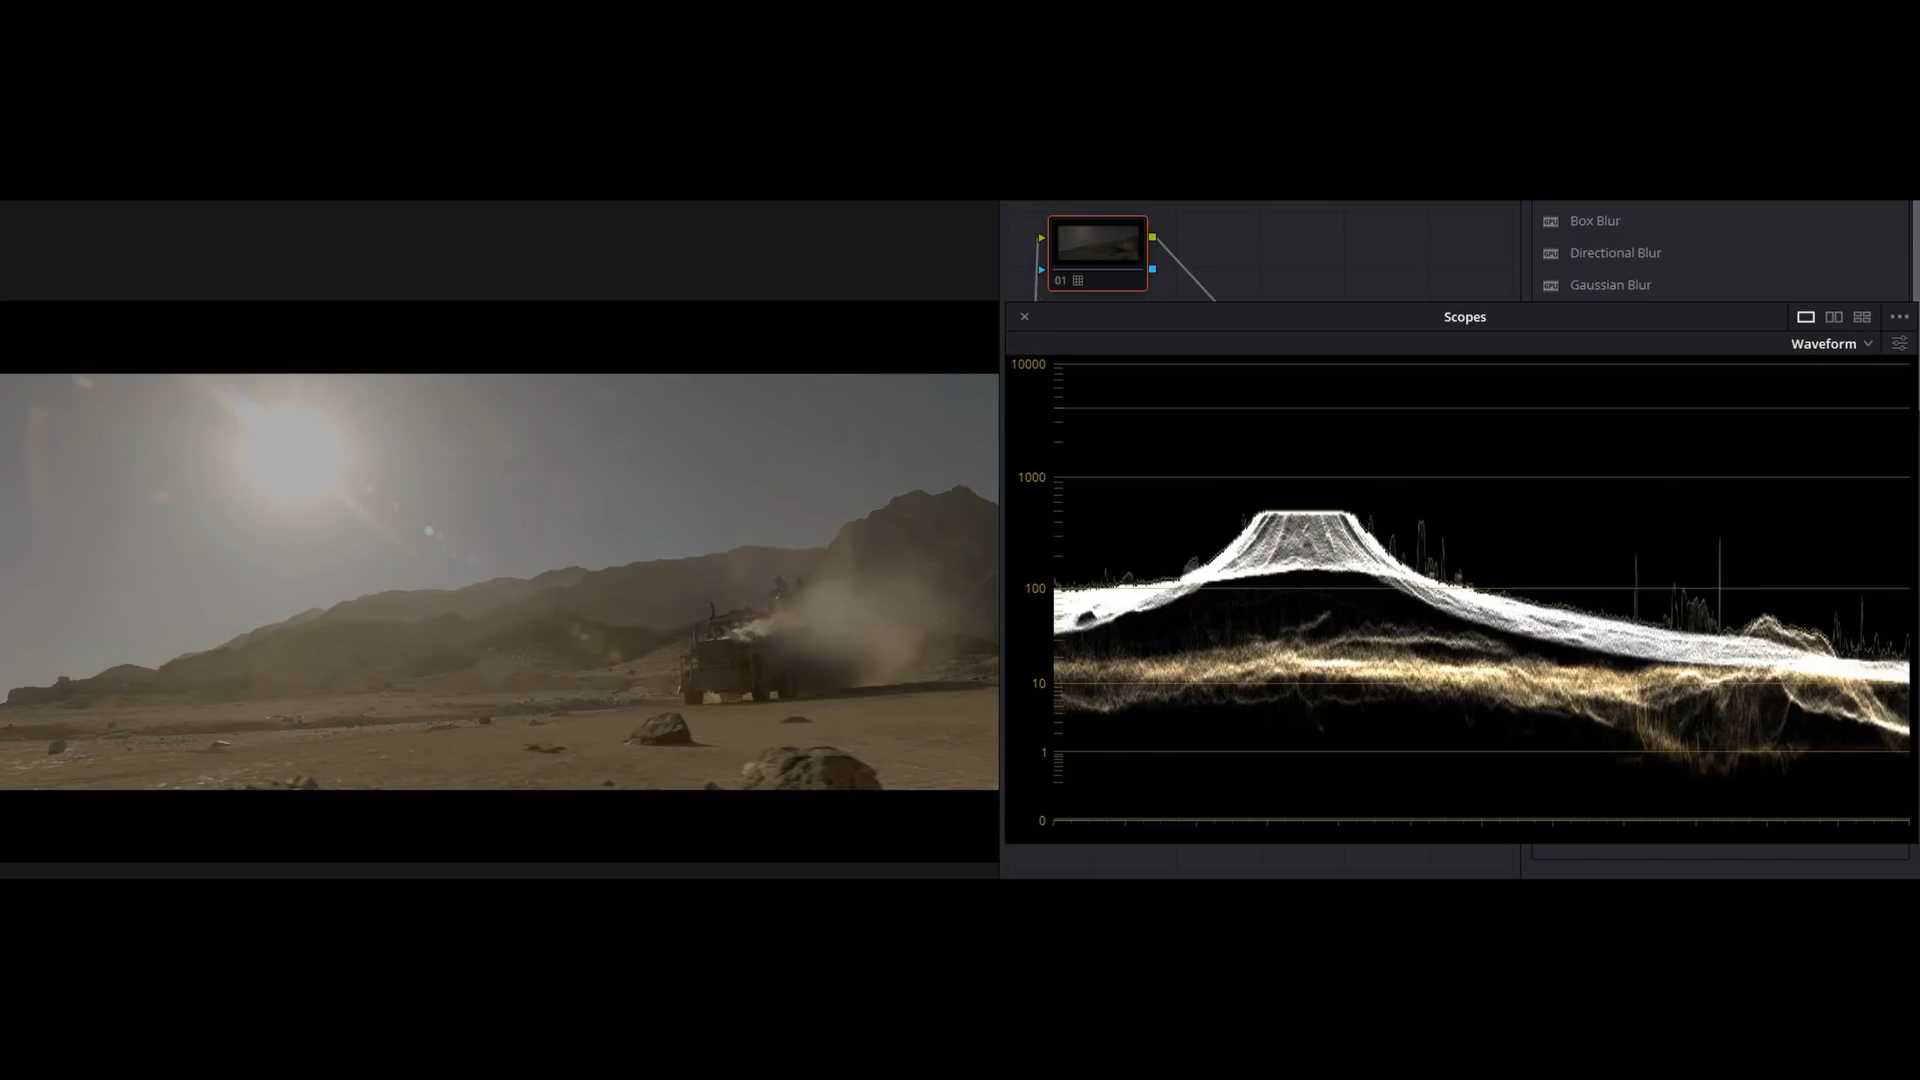 Box Blur
01
Directional Blur
Gaussian Blur
Scopes
Waveform
10000
1000
100
10
1
0